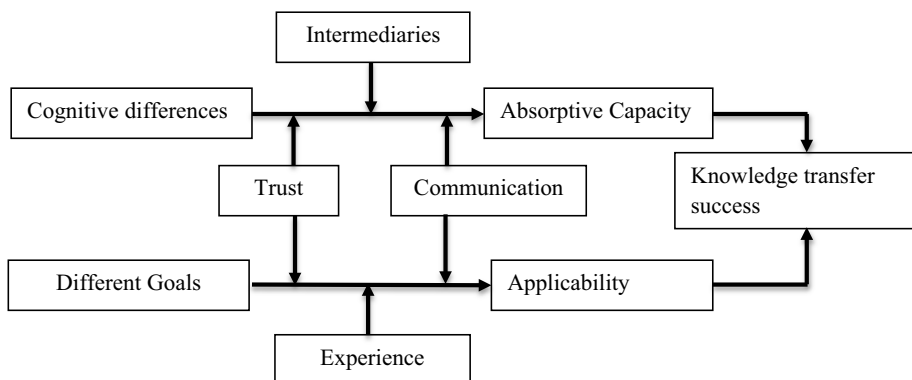 Intermediaries
Cognitive differences
Absorptive Capacity
Trust
Communication
Knowledge transfer
success
Different Goals
Applicability
Experience